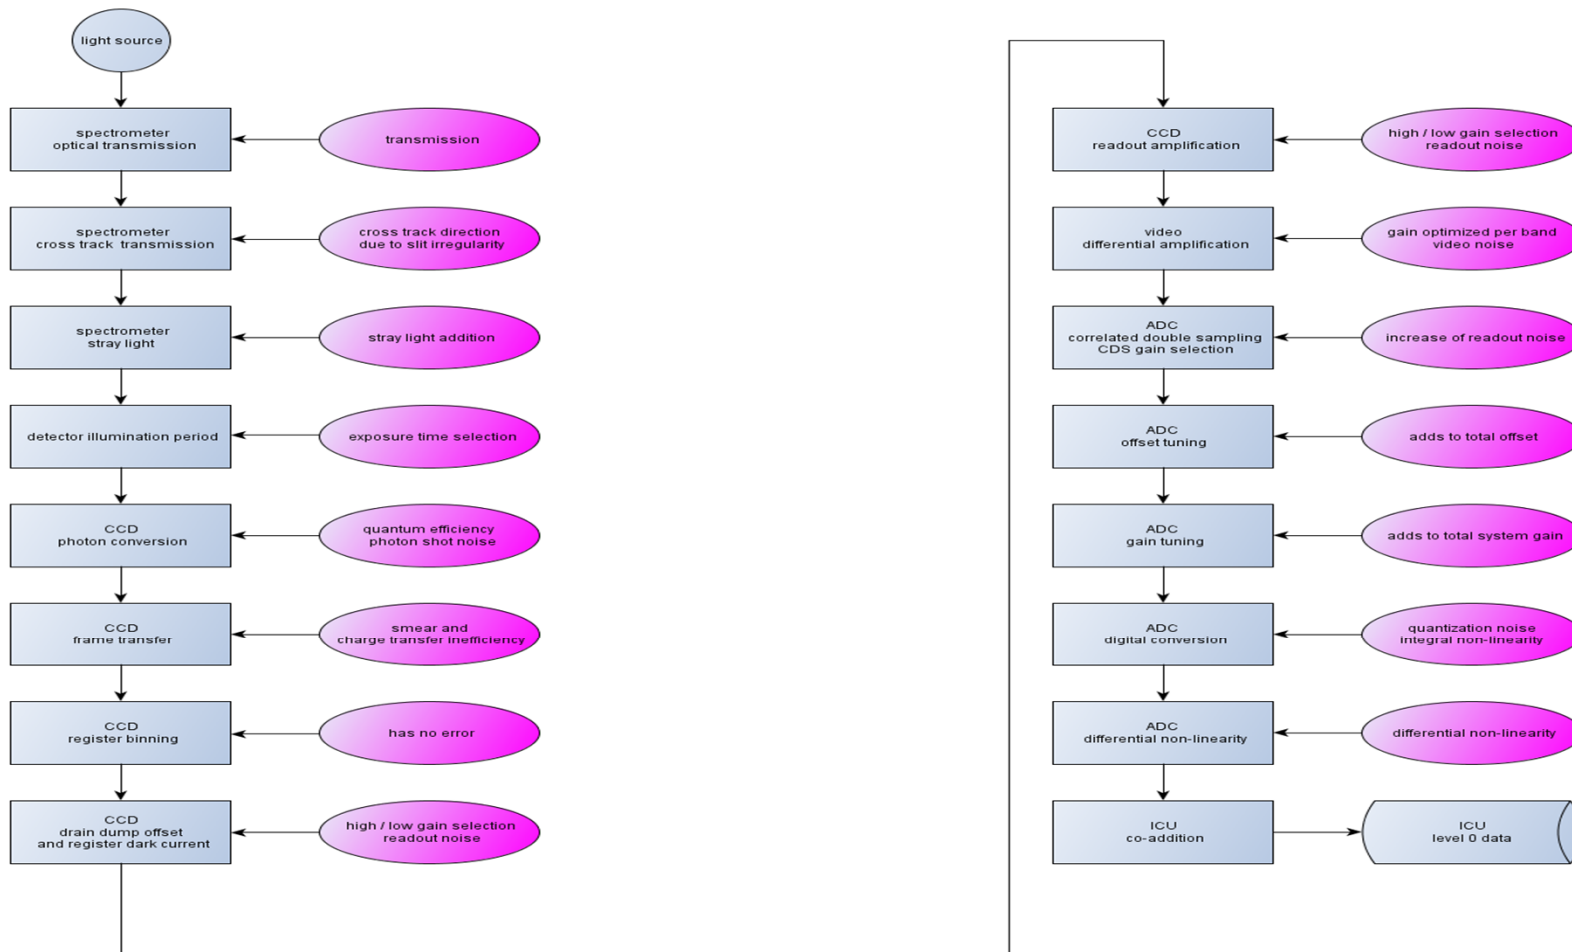 light source
spectrometer
optical transmission
transmission
spectrometer
cross track transmission
cross track direction
due to slit irregularity
spectrometer
stray light
stray light addition
detector illumination period
exposure time selection
CCD
photon conversion
quantum efficiency
photon shot noise
CCD
frame transfer
smear and
charge transfer inefficiency
CCD
register binning
has no error
CCD
drain dump offset
and register dark current
high / low gain selection
readout noise
CCD
readout amplification
high / low gain selection
readout noise
video
differential amplification
gain optimized per band
video noise
ADC
correlated double sampling
CDS gain selection
increase of readout noise
ADC
offset tuning
adds to total offset
ADC
gain tuning
adds to total system gain
ADC
digital conversion
quantization noise
integral non-linearity
ADC
differential non-linearity
differential non-linearity
ICU
co-addition
ICU
level 0 data